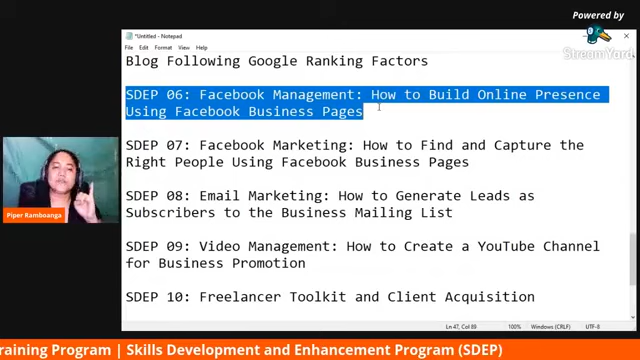 Powered by
StreamYard
*Untitled - Notepad
File Edit Format View Help
Blog Following Google Ranking Factors
SDEP 06: Facebook Management: How to Build Online Presence
Using Facebook Business Pages
SDEP 07: Facebook Marketing: How to Find and Capture the
Right People Using Facebook Business Pages
SDEP 08: Email Marketing: How to Generate Leads as
Subscribers to the Business Mailing List
SDEP 09: Video Management: How to Create a YouTube Channel
for Business Promotion
SDEP 10: Freelancer Toolkit and Client Acquisition
Piper Ramboanga
Ln 47, Col 89 100% Windows (CRLF) UTF-8
raining Program | Skills Development and Enhancement Program (SDEP)